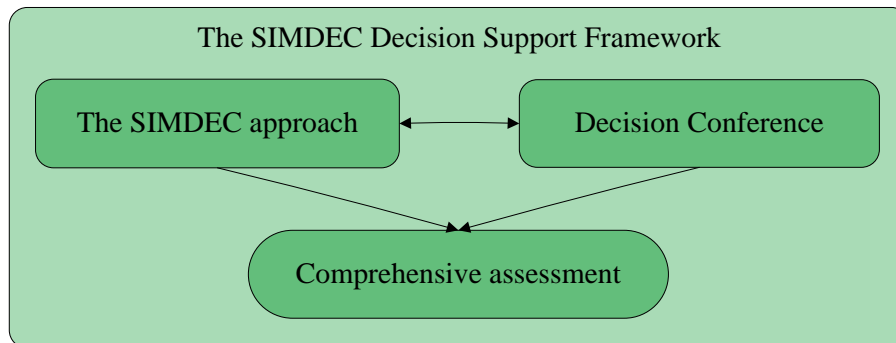 The SIMDEC Decision Support Framework
The SIMDEC approach
Decision Conference
Comprehensive assessment